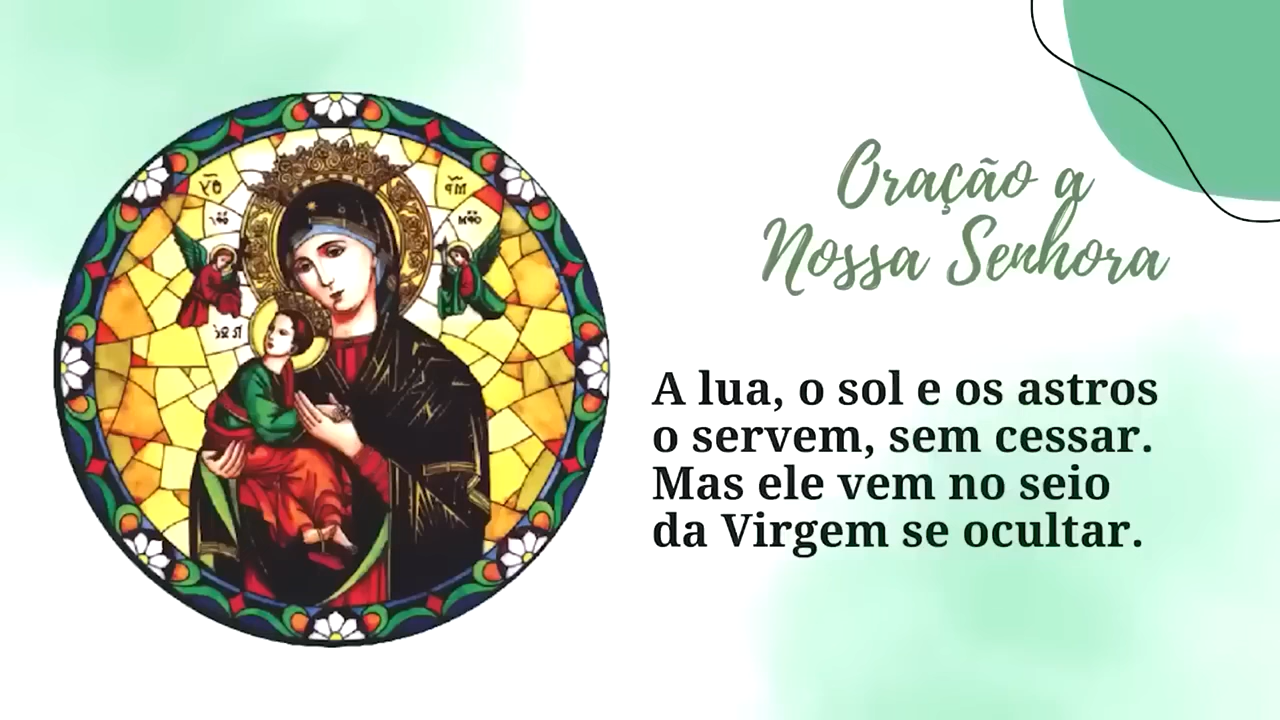 Oração a
Nossa Senhora
A lua, o sol e os astros
o servem, sem cessar.
Mas ele vem no seio
da Virgem se ocultar.